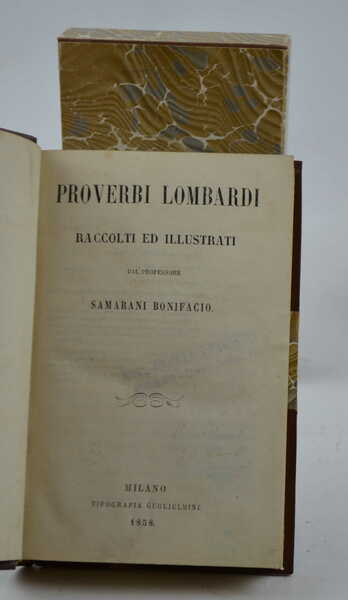 PROVERBI LOMBARDI
RACCOLTI ED ILLUSTRATI
DAL PROFESSORE
SAMARANI BONIFACIO.
MILANO
TIPOGRAFIA GUGLIELMINI
1858.